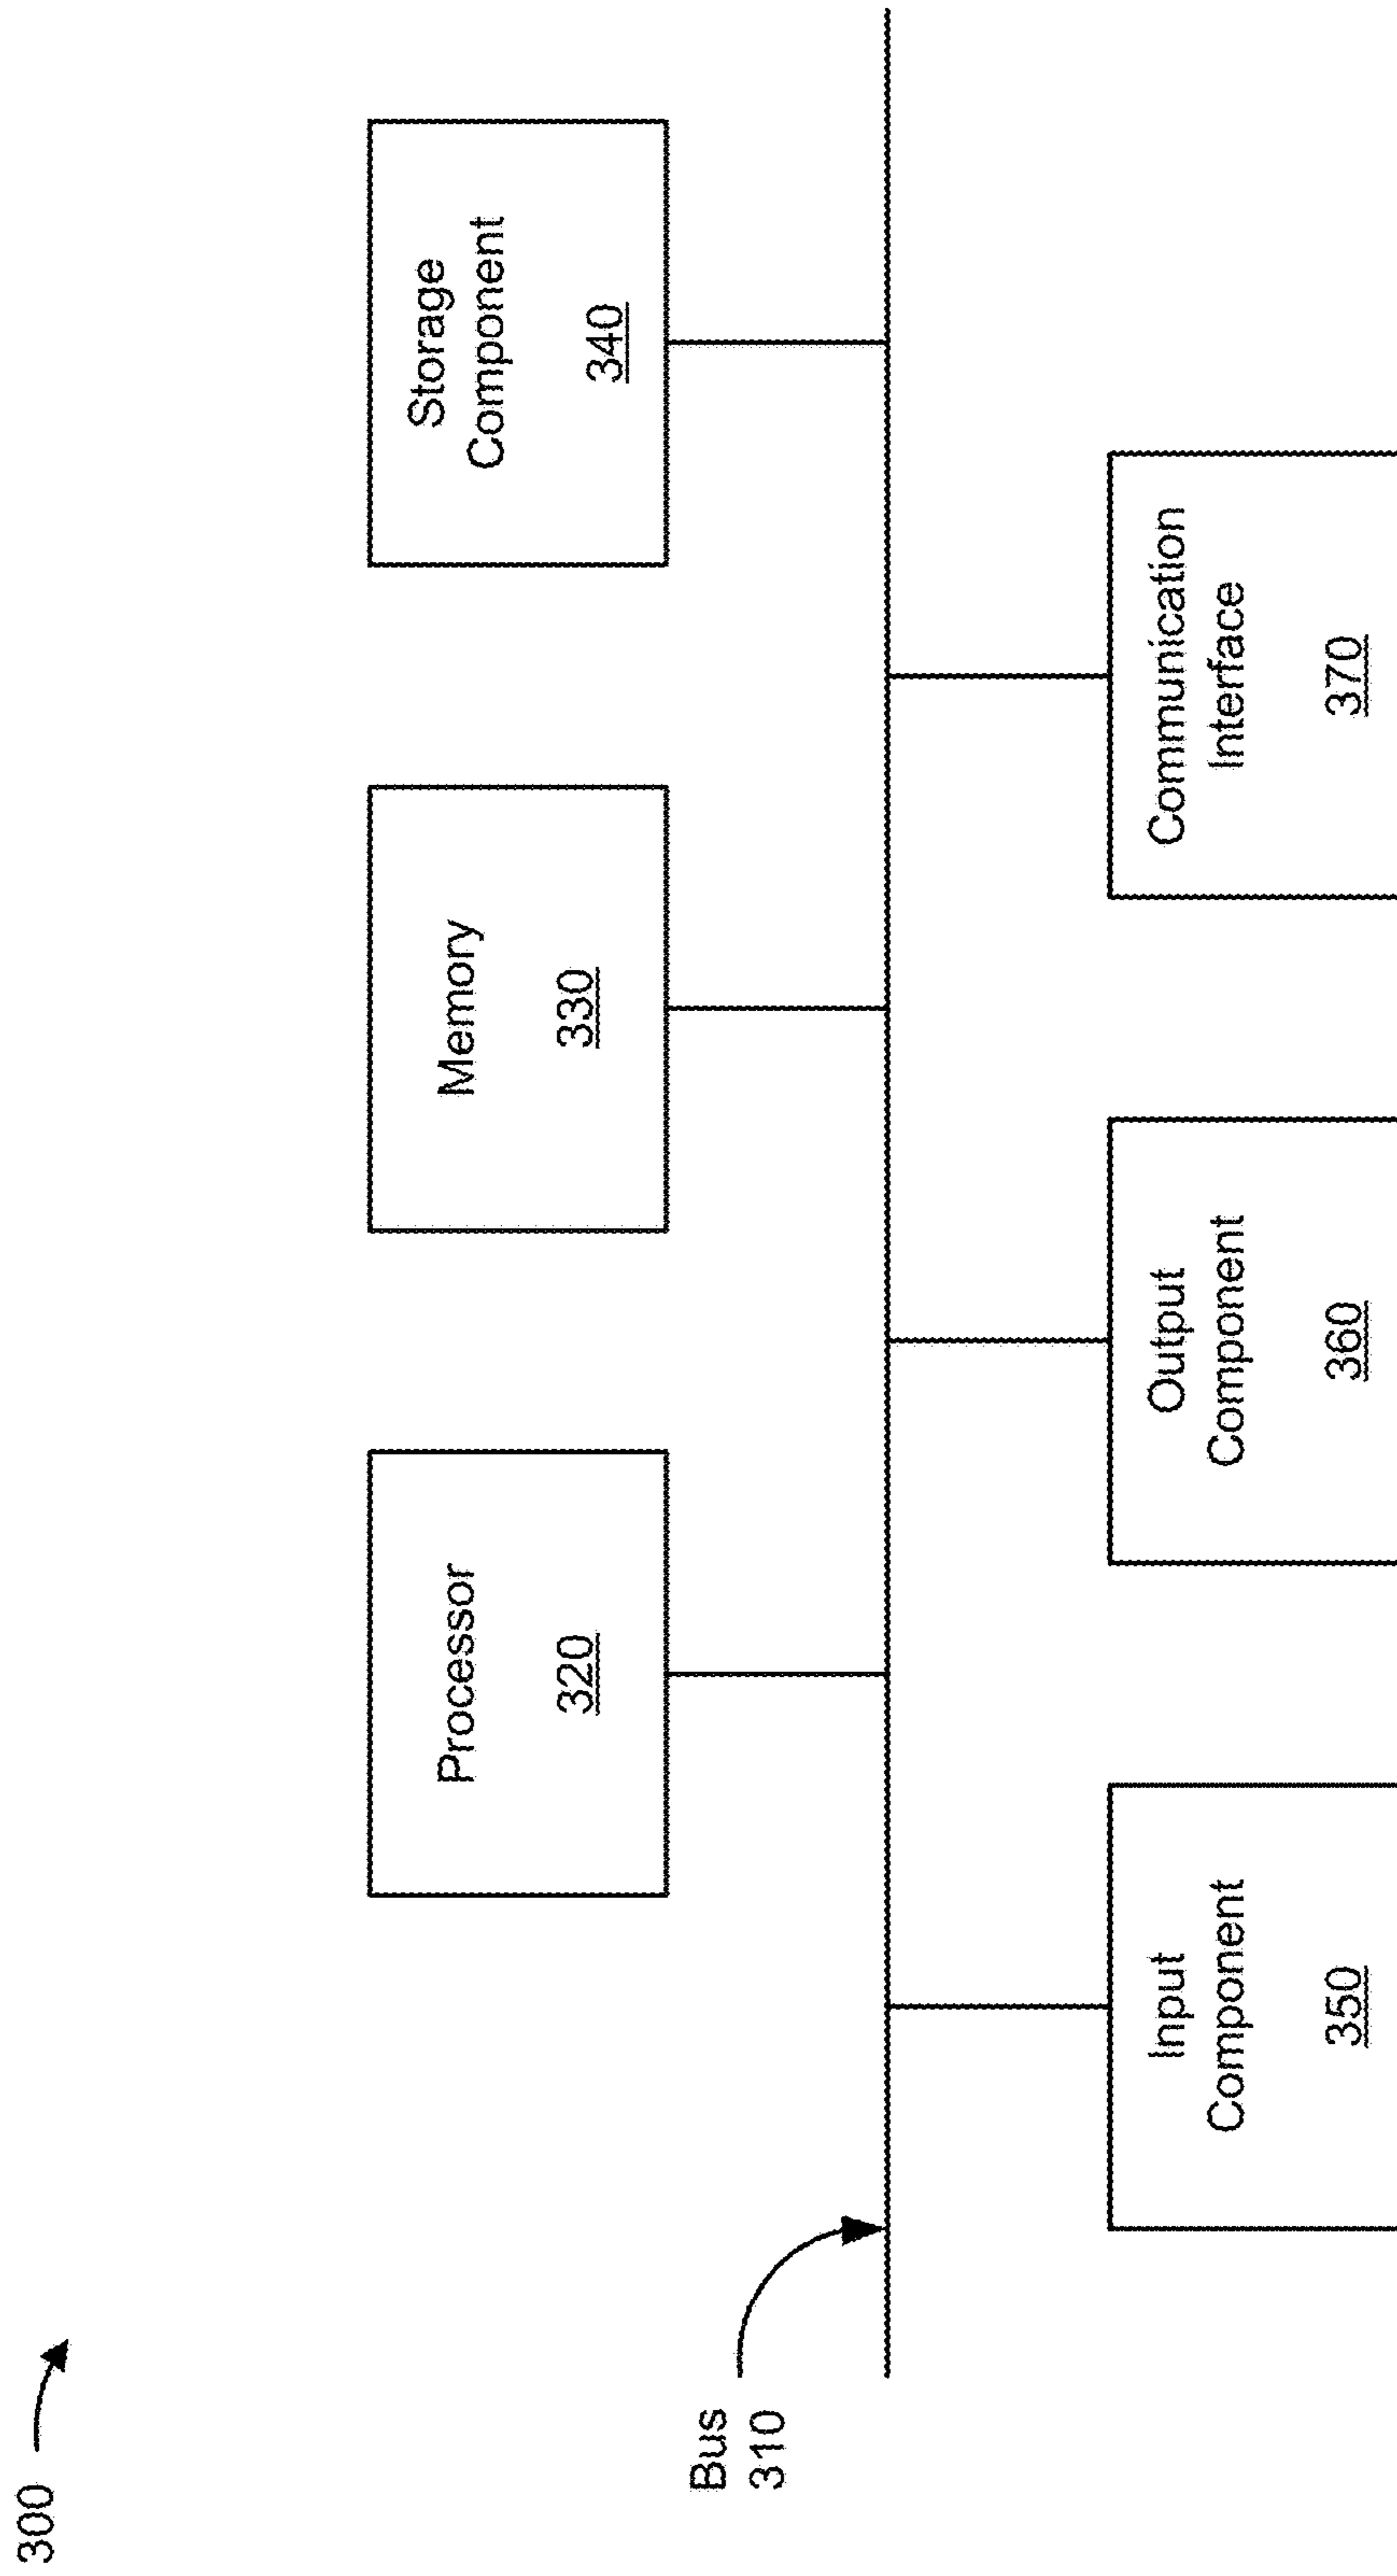 300
Processor
320
Memory
330
Storage
Component
340
Bus
310
Input
Component
350
Output
Component
360
Communication
Interface
370